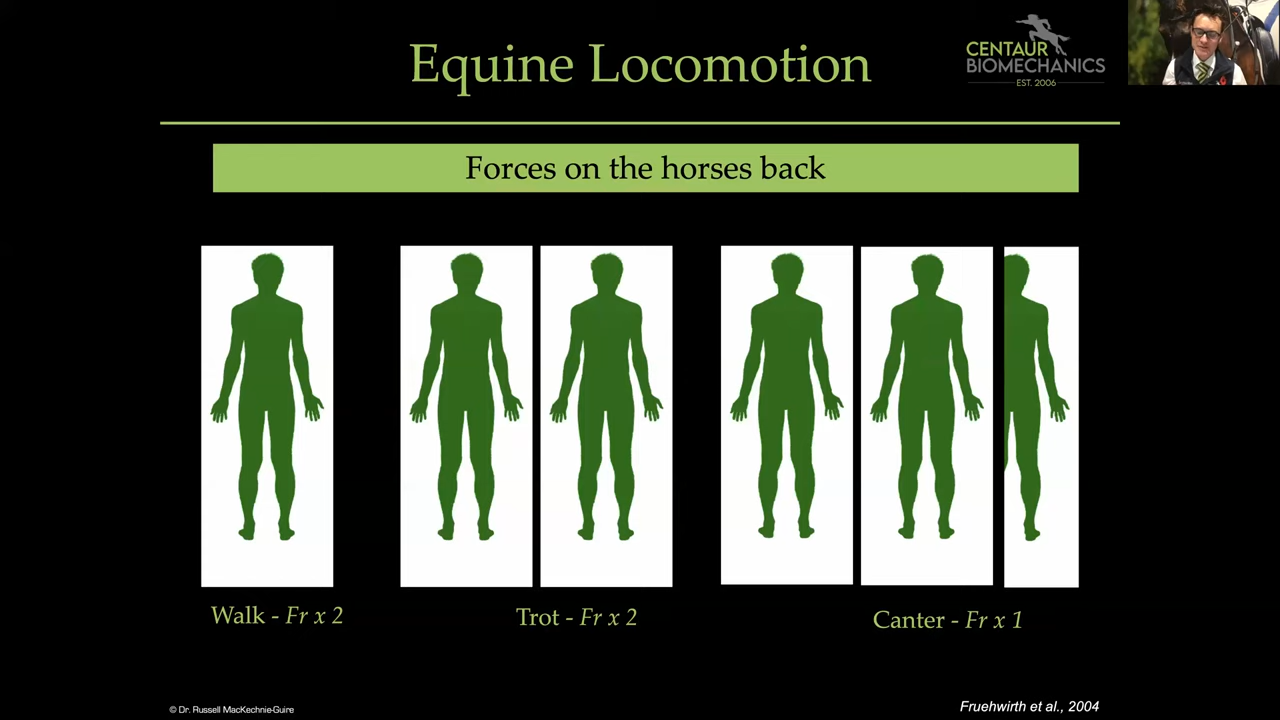 Equine Locomotion
CENTAUR
BIOMECHANICS
EST. 2006
Forces on the horses back
Walk - Fr x 2
Trot - Fr x 2
Canter - Fr x 1
© Dr. Russell MacKechnie-Guire
Fruehwirth et al., 2004